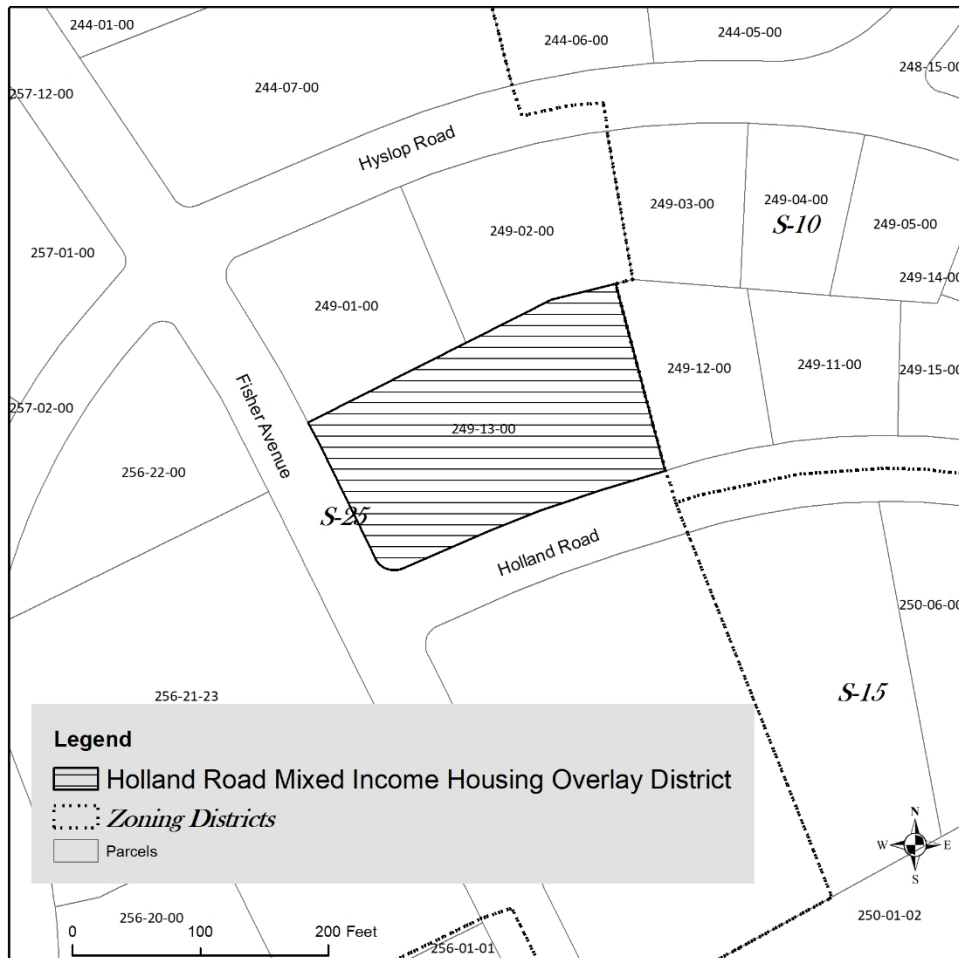 244-01-00
244-06-00
244-05-00
248-15-00
257-12-00
244-07-00
Hyslop Road
249-03-00
249-04-00
S-10
249-05-00
249-02-00
257-01-00
249-14-00
249-01-00
249-12-00
249-11-00
249-15-00
257-02-00
Fisher Avenue
249-13-00
256-22-00
S-25
Holland Road
250-06-00
256-21-23
S-15
Legend
Holland Road Mixed Income Housing Overlay District
Zoning Districts
Parcels
N
W
E
S
256-20-00
250-01-02
0 100 200 Feet
256-01-01